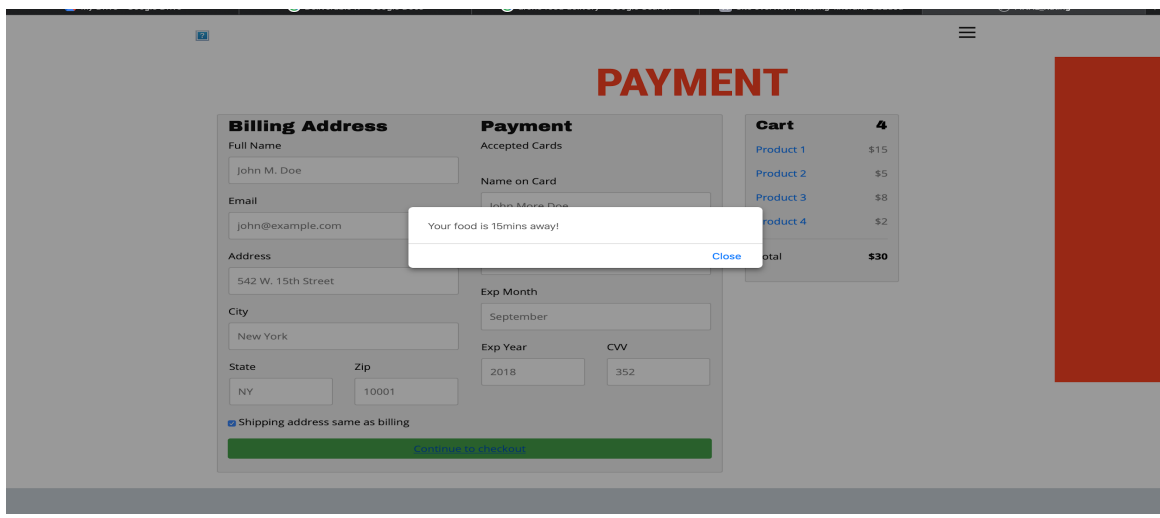 PAYMENT
Billing Address
Full Name
John M. Doe
Email
john@example.com
Address
542 W. 15th Street
City
New York
State Zip
NY 10001
Shipping address same as billing
Continue to checkout
Payment
Accepted Cards
Name on Card
John More Doe
Exp Month
September
Exp Year CVV
2018 352
Cart 4
Product 1 $15
Product 2 $5
Product 3 $8
roduct 4 $2
otal $30
Your food is 15mins away!
Close